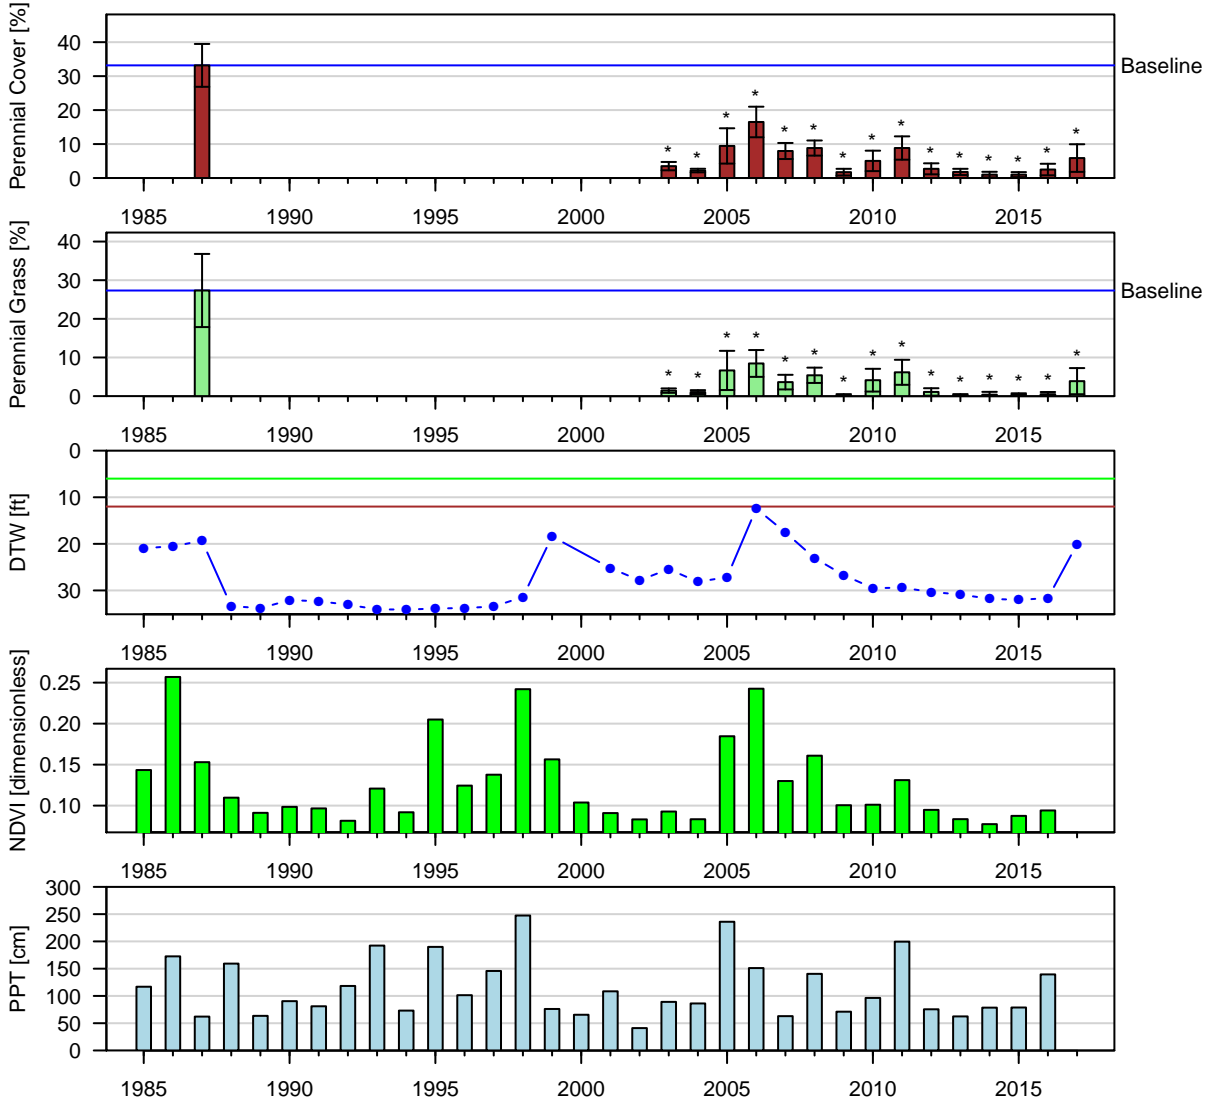 Perennial Cover [%]
40
30
20
10
0
Baseline
* * * * * * * * * * * * * * *
1985 1990 1995 2000 2005 2010 2015
Perennial Grass [%]
40
30
20
10
0
Baseline
* * * * * * * * * * * * * * *
1985 1990 1995 2000 2005 2010 2015
DTW [ft]
0
10
20
30
1985 1990 1995 2000 2005 2010 2015
NDVI [dimensionless]
0.25
0.20
0.15
0.10
1985 1990 1995 2000 2005 2010 2015
PPT [cm]
300
250
200
150
100
50
0
1985 1990 1995 2000 2005 2010 2015